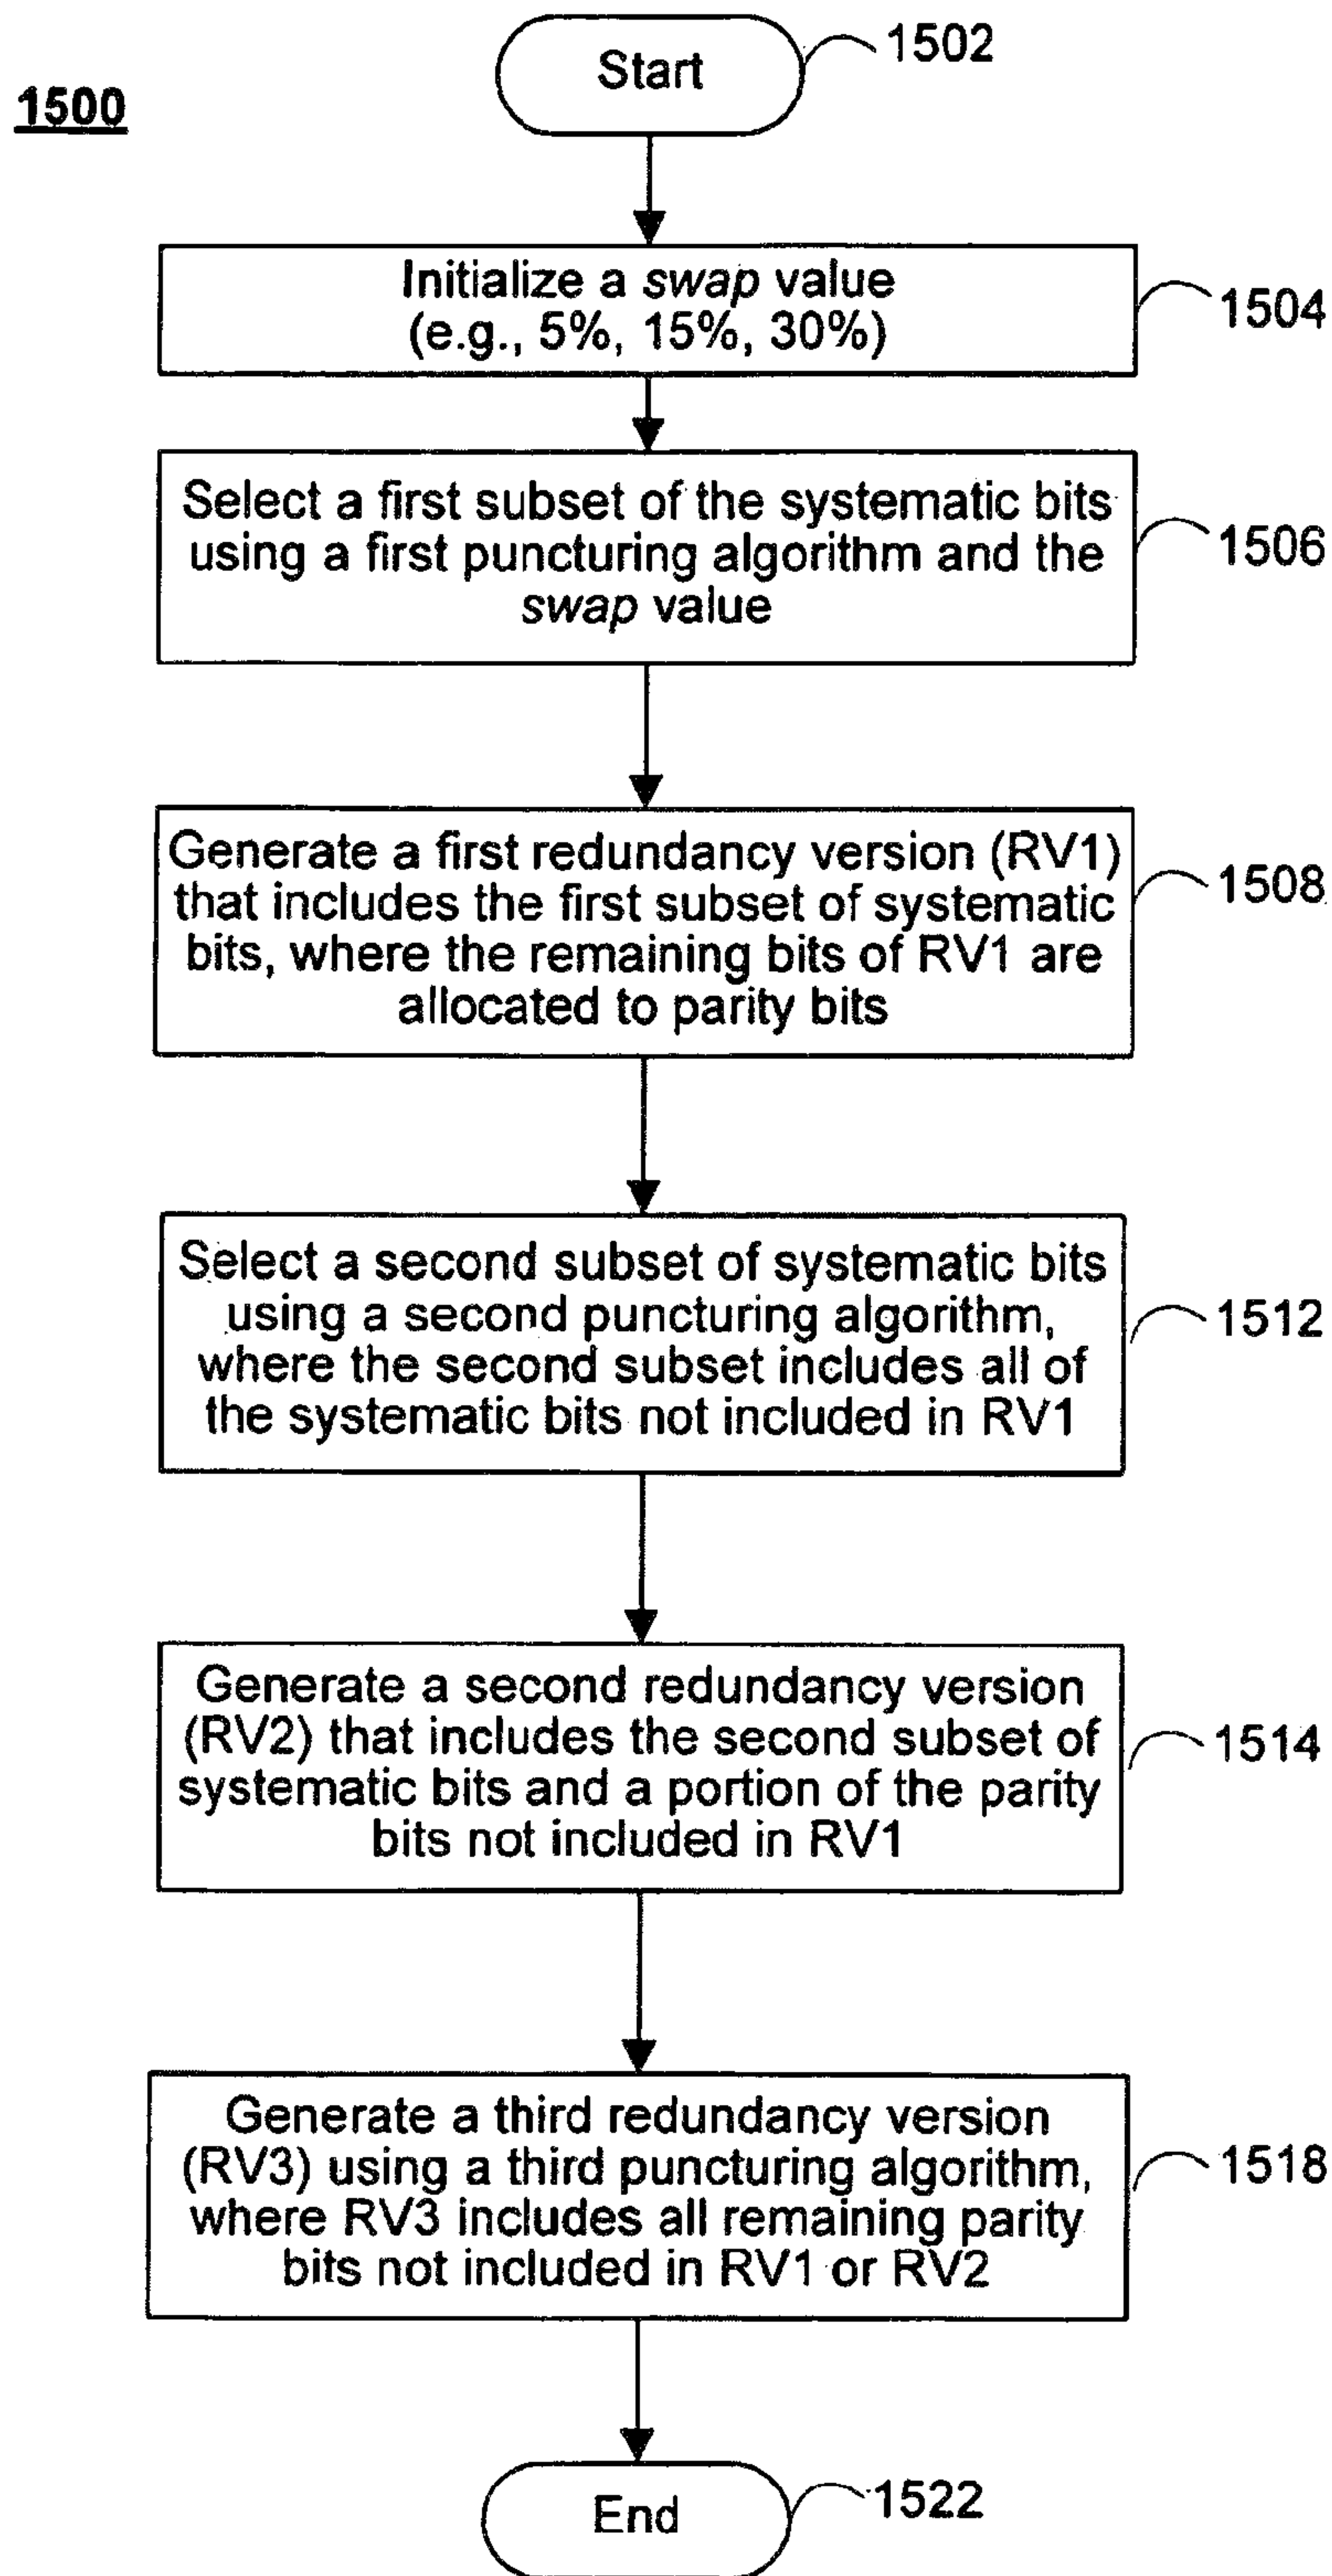 1500
Start
1502
Initialize a swap value
(e.g., 5%, 15%, 30%)
1504
Select a first subset of the systematic bits
using a first puncturing algorithm and the
swap value
1506
Generate a first redundancy version (RV1)
that includes the first subset of systematic
bits, where the remaining bits of RV1 are
allocated to parity bits
1508
Select a second subset of systematic bits
using a second puncturing algorithm,
where the second subset includes all of
the systematic bits not included in RV1
1512
Generate a second redundancy version
(RV2) that includes the second subset of
systematic bits and a portion of the parity
bits not included in RV1
1514
Generate a third redundancy version
(RV3) using a third puncturing algorithm,
where RV3 includes all remaining parity
bits not included in RV1 or RV2
1518
End
1522